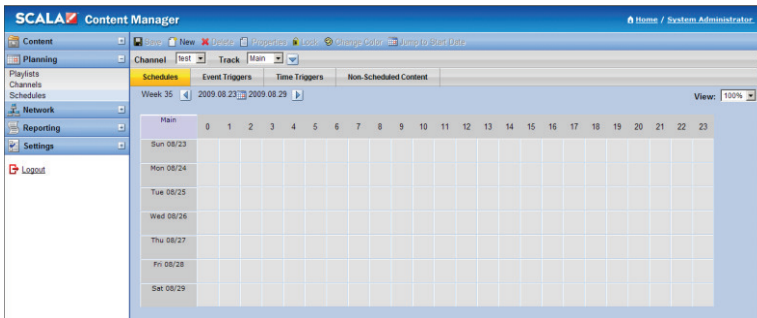 SCALA Content Manager
Home / System Administrator
Content
Planning
Playlists
Channels
Schedules
Network
Reporting
Settings
Logout
Save New Delete Properties Lock Change Color Jump to Start Date
Channel test Track Main
Schedules Event Triggers Time Triggers Non-Scheduled Content
Week 35 2009.08.23 2009.08.29 View: 100%
Main 0 1 2 3 4 5 6 7 8 9 10 11 12 13 14 15 16 17 18 19 20 21 22 23
Sun 08/23
Mon 08/24
Tue 08/25
Wed 08/26
Thu 08/27
Fri 08/28
Sat 08/29